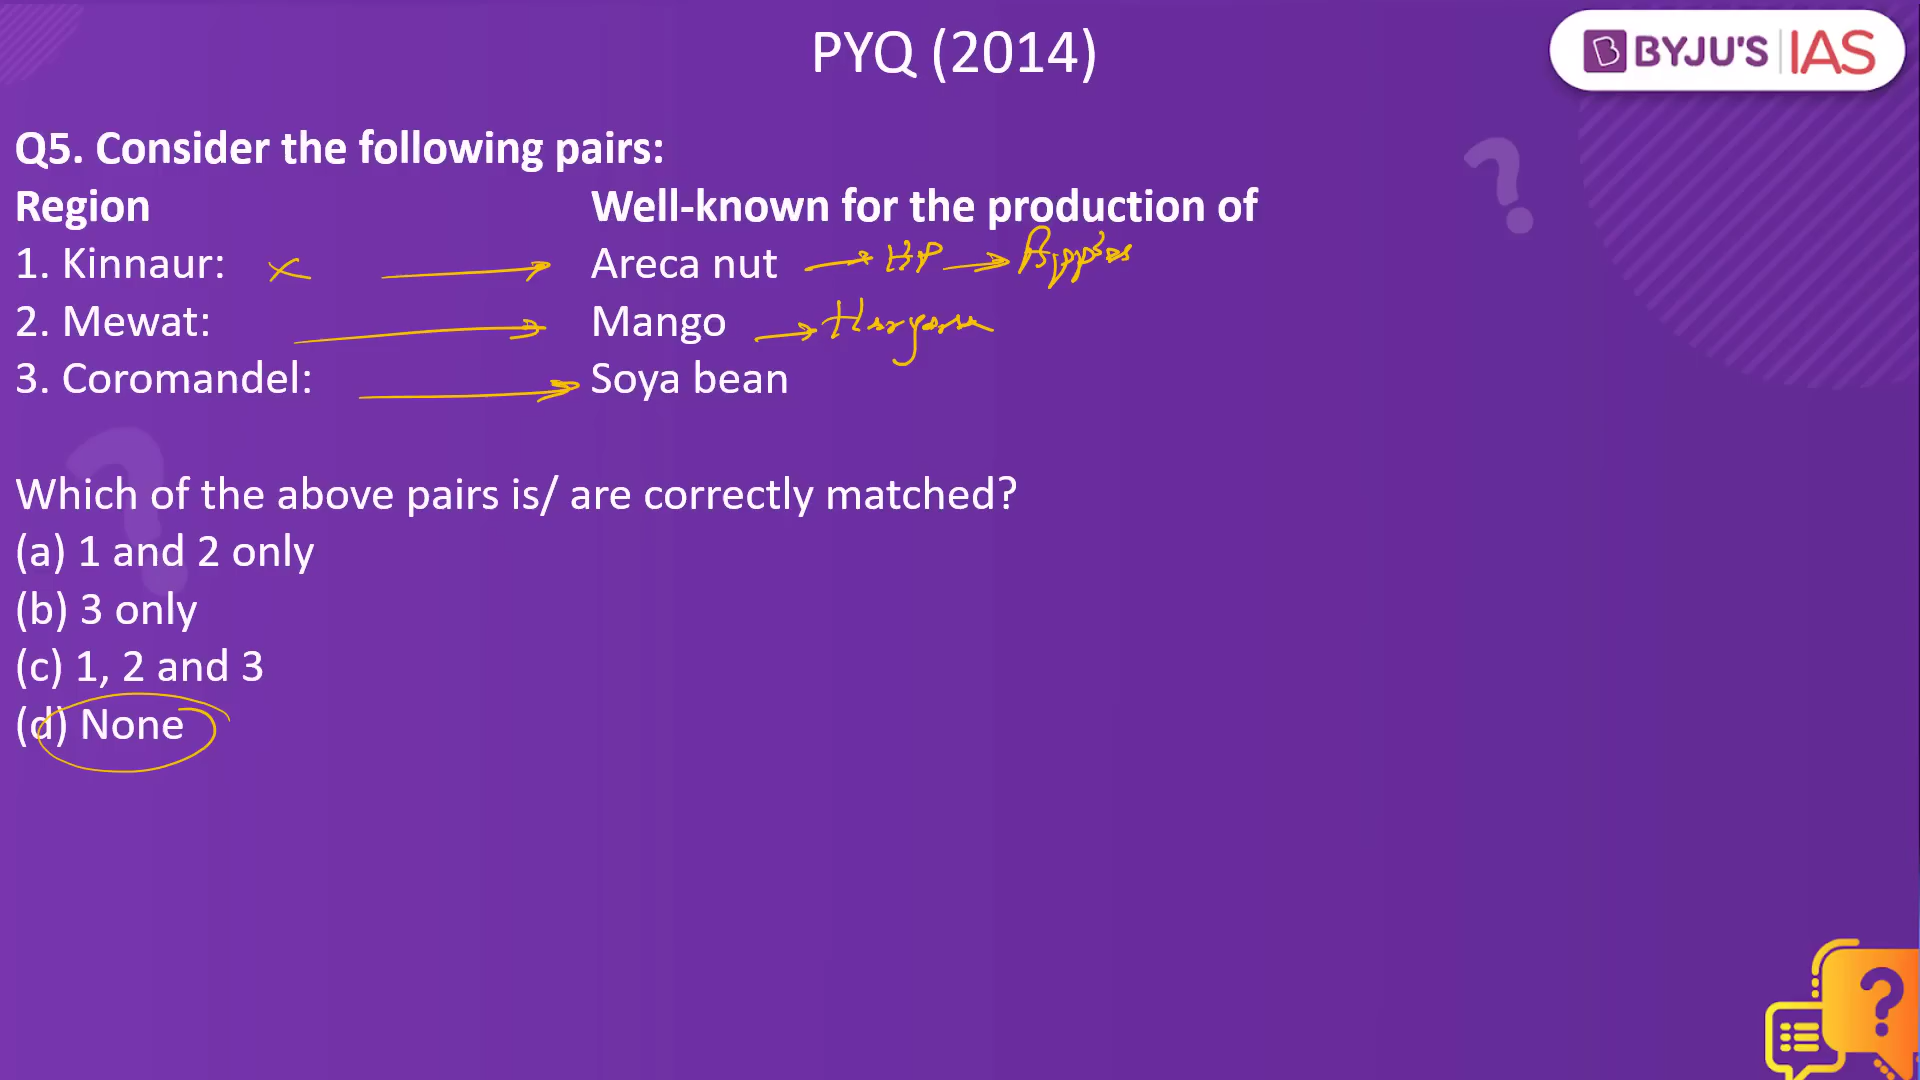 PYQ (2014)
BYJU'S IAS
Q5. Consider the following pairs:
Region Well-known for the production of
1. Kinnaur: Areca nut HP Apples
2. Mewat: Mango Haryana
3. Coromandel: Soya bean
Which of the above pairs is/ are correctly matched?
(a) 1 and 2 only
(b) 3 only
(c) 1, 2 and 3
(d) None